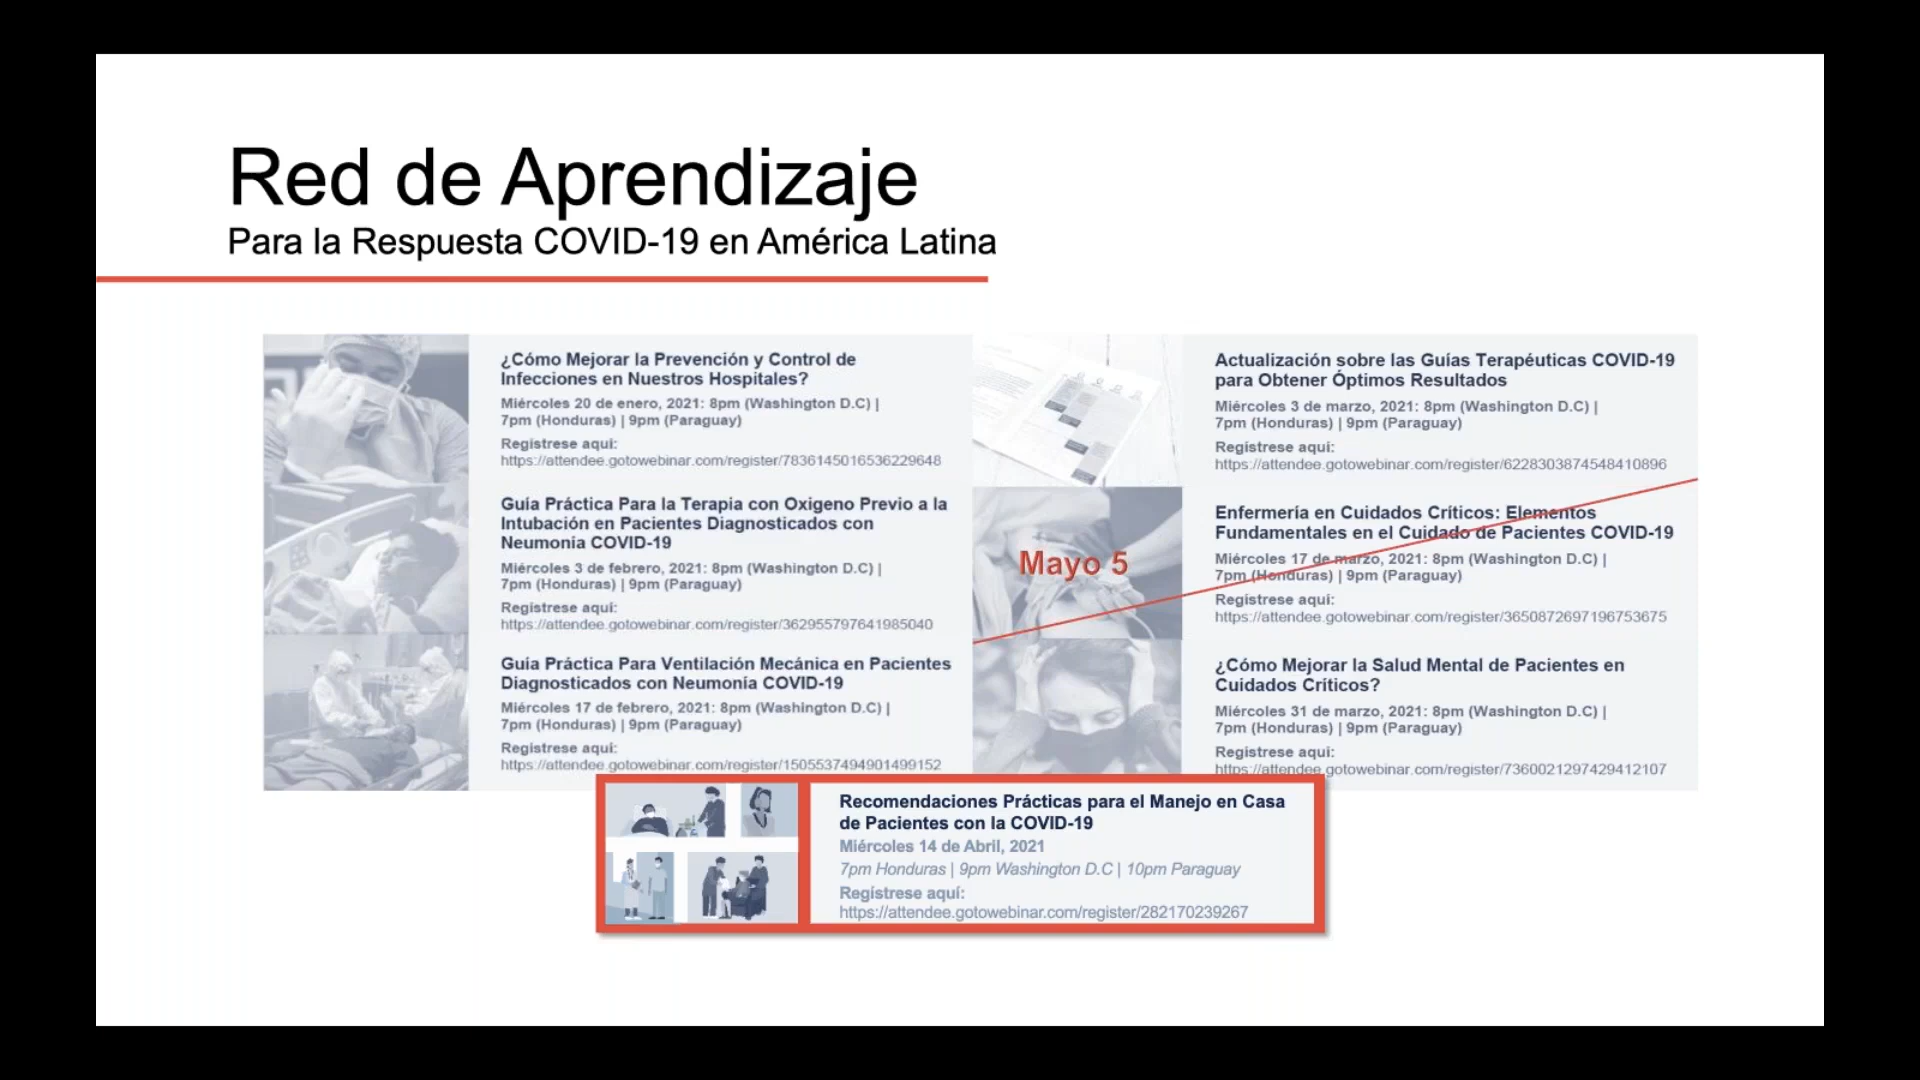 Red de Aprendizaje
Para la Respuesta COVID-19 en América Latina
¿Cómo Mejorar la Prevención y Control de
Infecciones en Nuestros Hospitales?
Miércoles 20 de enero, 2021: 8pm (Washington D.C) |
7pm (Honduras) | 9pm (Paraguay)
Regístrese aquí:
https://attendee.gotowebinar.com/register/7836145016536229648
Guía Práctica Para la Terapia con Oxigeno Previo a la
Intubación en Pacientes Diagnosticados con
Neumonía COVID-19
Miércoles 3 de febrero, 2021: 8pm (Washington D.C) |
7pm (Honduras) | 9pm (Paraguay)
Regístrese aquí:
https://attendee.gotowebinar.com/register/362955797641985040
Guía Práctica Para Ventilación Mecánica en Pacientes
Diagnosticados con Neumonía COVID-19
Miércoles 17 de febrero, 2021: 8pm (Washington D.C) |
7pm (Honduras) | 9pm (Paraguay)
Regístrese aquí:
https://attendee.gotowebinar.com/register/1505537494901499152
Actualización sobre las Guías Terapéuticas COVID-19
para Obtener Óptimos Resultados
Miércoles 3 de marzo, 2021: 8pm (Washington D.C) |
7pm (Honduras) | 9pm (Paraguay)
Regístrese aquí:
https://attendee.gotowebinar.com/register/6228303874548410896
Mayo 5
Enfermería en Cuidados Críticos: Elementos
Fundamentales en el Cuidado de Pacientes COVID-19
Miércoles 17 de marzo, 2021: 8pm (Washington D.C) |
7pm (Honduras) | 9pm (Paraguay)
Regístrese aquí:
https://attendee.gotowebinar.com/register/3650872697196753675
¿Cómo Mejorar la Salud Mental de Pacientes en
Cuidados Críticos?
Miércoles 31 de marzo, 2021: 8pm (Washington D.C) |
7pm (Honduras) | 9pm (Paraguay)
Regístrese aquí:
https://attendee.gotowebinar.com/register/7360021297429412107
Recomendaciones Prácticas para el Manejo en Casa
de Pacientes con la COVID-19
Miércoles 14 de Abril, 2021
7pm Honduras | 9pm Washington D.C | 10pm Paraguay
Regístrese aquí:
https://attendee.gotowebinar.com/register/282170239267